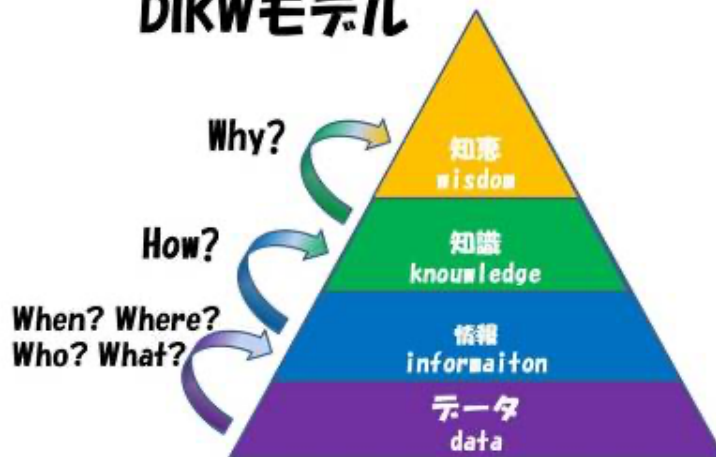 DIKWモデル
Why?
知恵
wisdom
How?
知識
knouwledge
When? Where?
Who? What?
情報
informaiton
データ
data